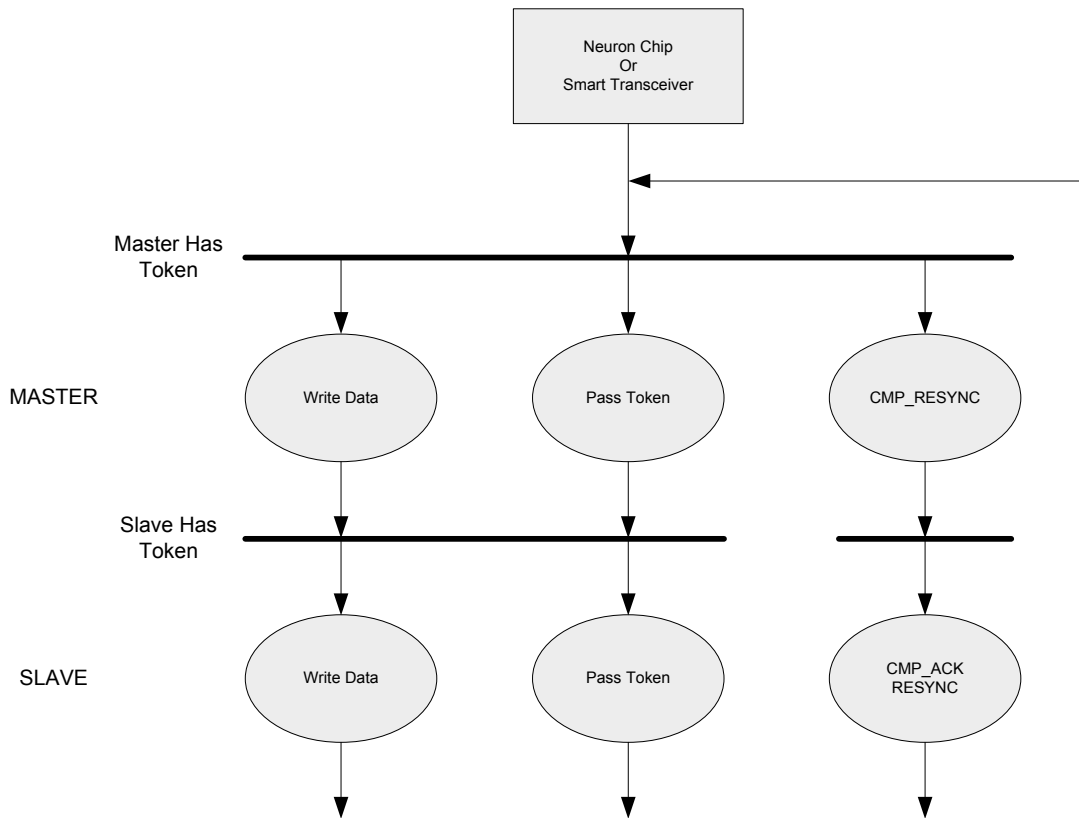 Neuron Chip
Or
Smart Transceiver
Master Has
Token
MASTER
Write Data
Pass Token
CMP_RESYNC
Slave Has
Token
SLAVE
Write Data
Pass Token
CMP_ACK
RESYNC